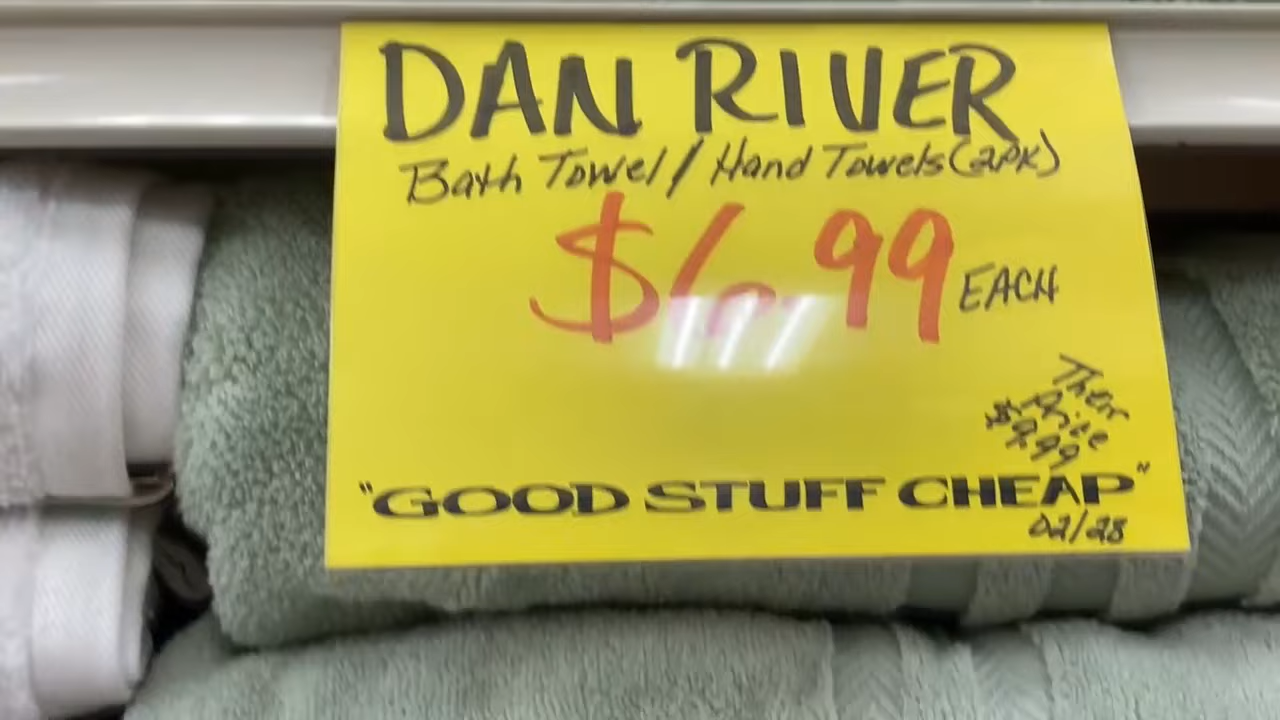 DAN RIVER
Bath Towel / Hand Towels (2PK)
$6.99 EACH
Their
Price
$9.99
"GOOD STUFF CHEAP"
02/28